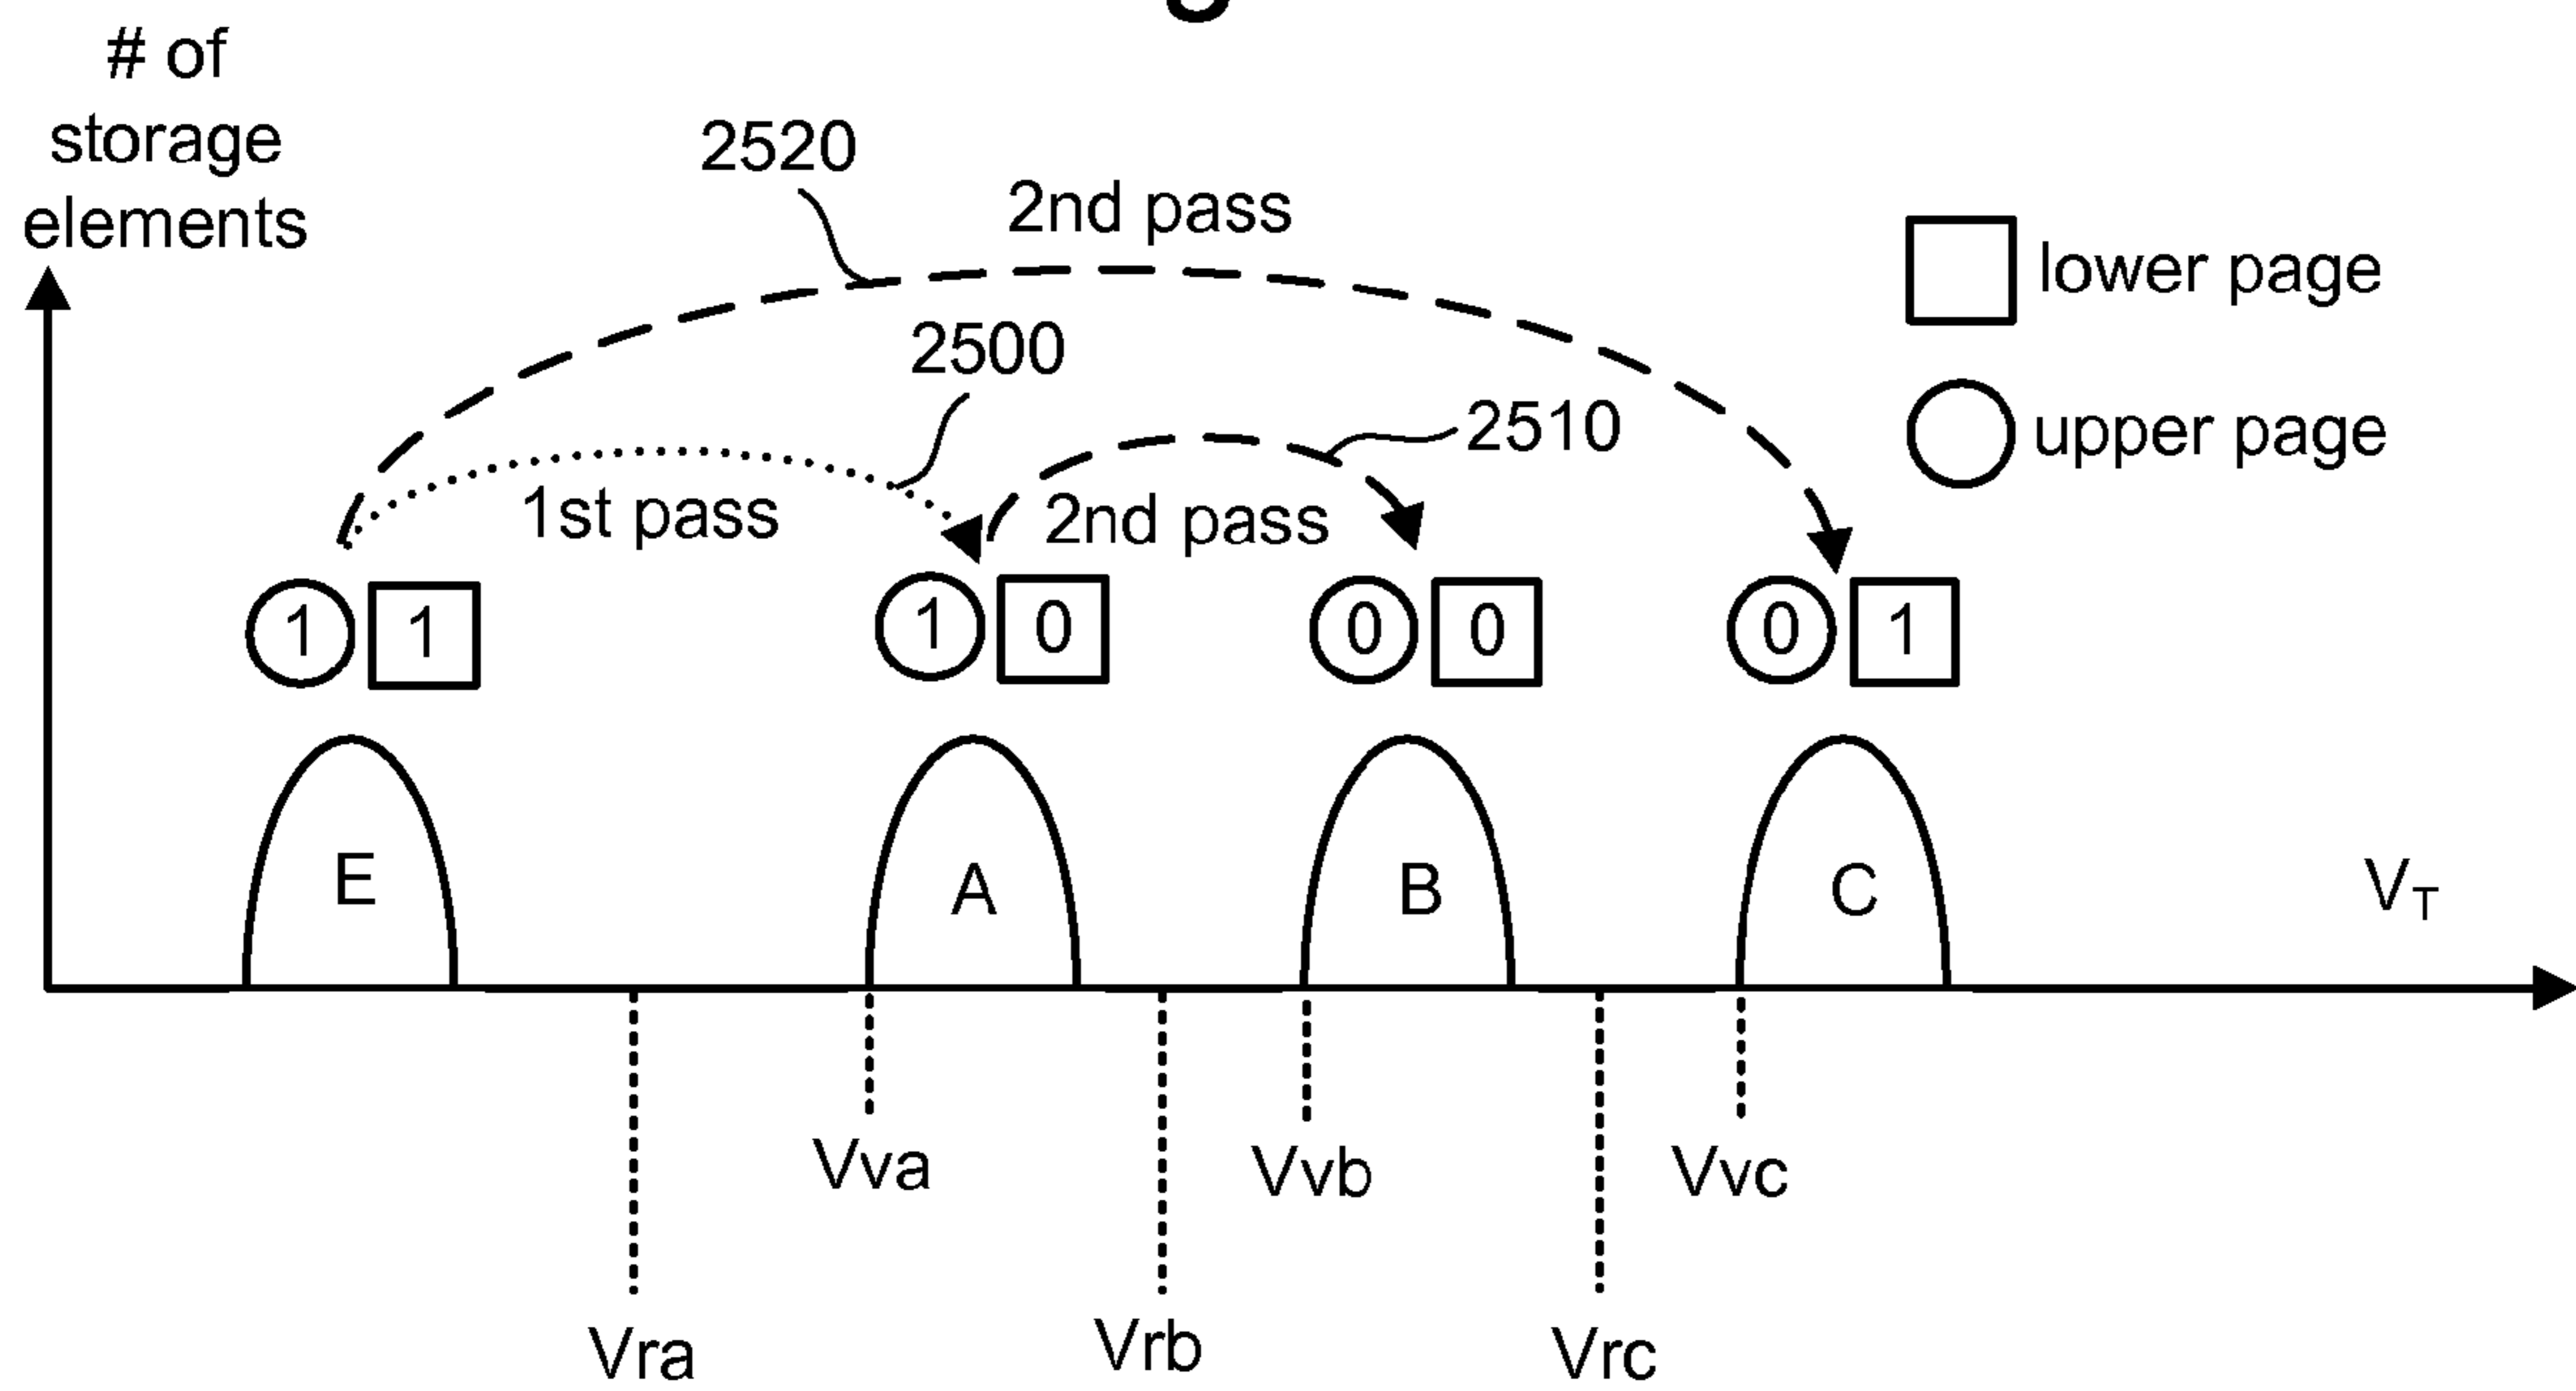 # of
storage
elements
2520
2nd pass
lower page
2500
2510
upper page
1st pass
2nd pass
1 1
1 0
0 0
0 1
E
A
B
C
VT
Vva
Vvb
Vvc
Vra
Vrb
Vrc